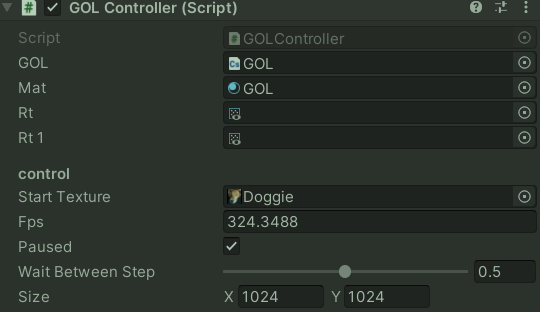 GOL Controller (Script)
Script GOLController
GOL GOL
Mat GOL
Rt
Rt 1
control
Start Texture Doggie
Fps 324.3488
Paused
Wait Between Step 0.5
Size X 1024 Y 1024